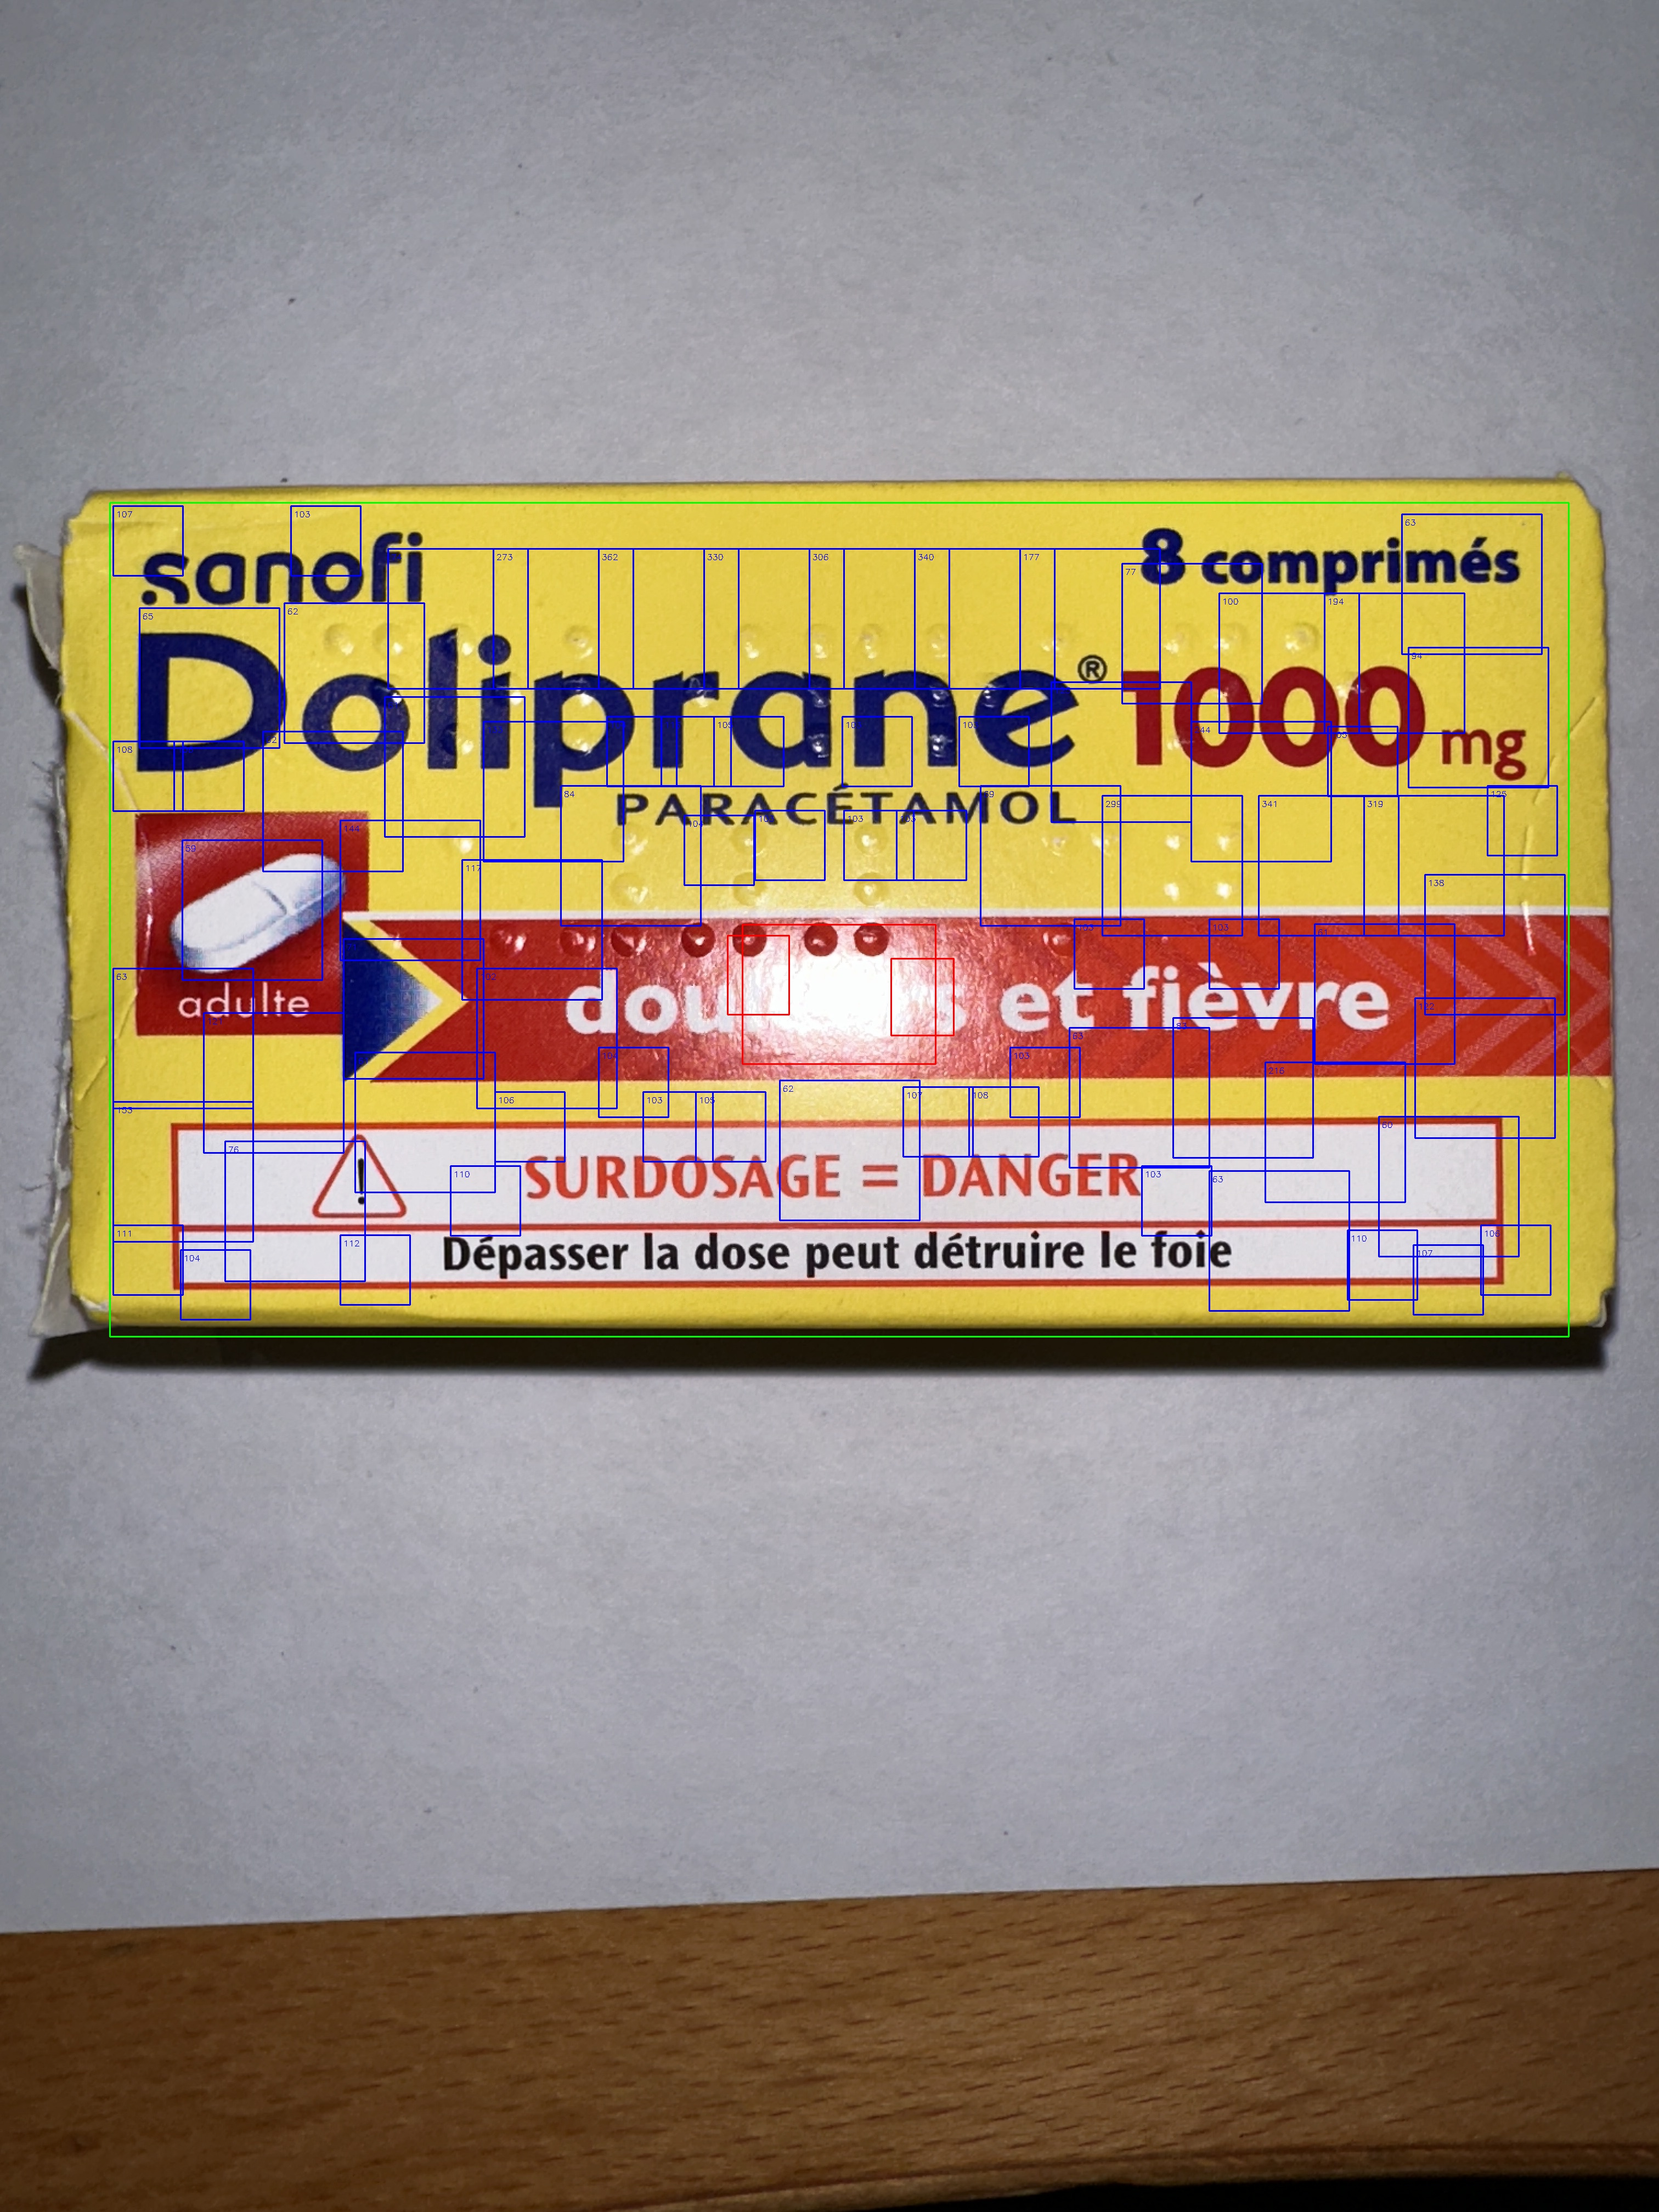 sanofi
8 comprimés
Doliprane® 1000 mg
PARACÉTAMOL
adulte
et fièvre
SURDOSAGE = DANGER
Dépasser la dose peut détruire le foie